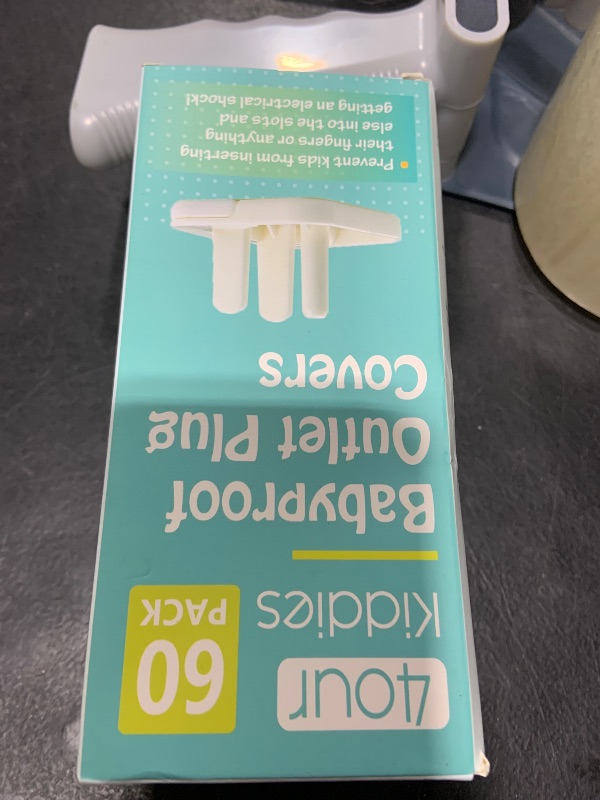 4our
Kiddies
60
PACK
Babyproof
Outlet Plug
Covers
• Prevent kids from inserting
their fingers or anything
else into the slots and
getting an electrical shock!